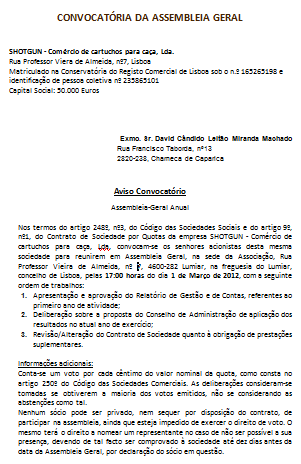 CONVOCATÓRIA DA ASSEMBLEIA GERAL
SHOTGUN - Comércio de cartuchos para caça, Lda.
Rua Professor Viera de Almeida, nº7, Lisboa
Matriculado na Conservatória do Registo Comercial de Lisboa sob o n.º 165265198 e
identificação de pessoa coletiva nº 235865101
Capital Social: 50.000 Euros
Exmo. Sr. David Cândido Leitão Miranda Machado
Rua Francisco Taborda, nº13
2820-238, Charneca de Caparica
Aviso Convocatório
Assembleia-Geral Anual
Nos termos do artigo 248º, nº3, do Código das Sociedades Sociais e do artigo 9º,
nº1, do Contrato de Sociedade por Quotas da empresa SHOTGUN - Comércio de
cartuchos para caça, Lda, convocam-se os senhores acionistas desta mesma
sociedade para reunirem em Assembleia Geral, na sede da Associação, Rua
Professor Vieira de Almeida, nº 7, 4600-282 Lumiar, na freguesia do Lumiar,
concelho de Lisboa, pelas 17:00 horas do dia 1 de Março de 2012, com a seguinte
ordem de trabalhos:
1. Apresentação e aprovação do Relatório de Gestão e de Contas, referentes ao
primeiro ano de atividade;
2. Deliberação sobre a proposta do Conselho de Administração de aplicação dos
resultados no atual ano de exercício;
3. Revisão/Alteração do Contrato de Sociedade quanto à obrigação de prestações
suplementares.
Informações adicionais:
Conta-se um voto por cada cêntimo do valor nominal da quota, como consta no
artigo 250º do Código das Sociedades Comerciais. As deliberações consideram-se
tomadas se obtiverem a maioria dos votos emitidos, não se considerando as
abstenções como tal.
Nenhum sócio pode ser privado, nem sequer por disposição do contrato, de
participar na assembleia, ainda que esteja impedido de exercer o direito de voto. O
mesmo terá o direito a nomear um representante no caso de não ser possível a sua
presença, devendo de tal facto ser comprovado à sociedade até dez dias antes da
data da Assembleia Geral, por declaração do sócio em questão.